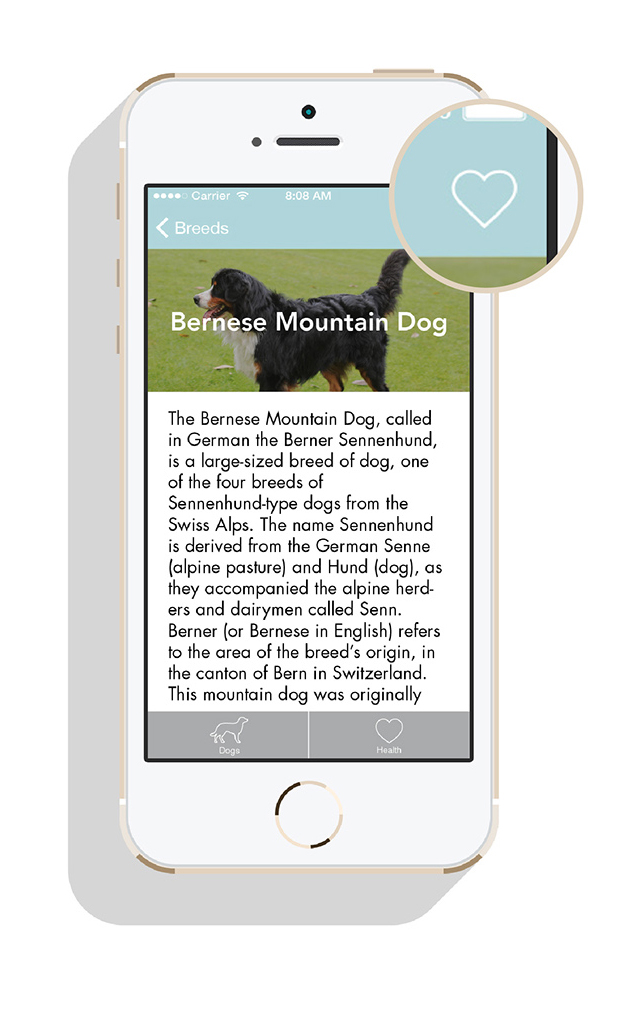 Carrier 8:08 AM
Breeds
Bernese Mountain Dog
The Bernese Mountain Dog, called
in German the Berner Sennenhund,
is a large-sized breed of dog, one
of the four breeds of
Sennenhund-type dogs from the
Swiss Alps. The name Sennenhund
is derived from the German Senne
(alpine pasture) and Hund (dog), as
they accompanied the alpine herd-
ers and dairymen called Senn.
Berner (or Bernese in English) refers
to the area of the breed’s origin, in
the canton of Bern in Switzerland.
This mountain dog was originally
Dogs Health